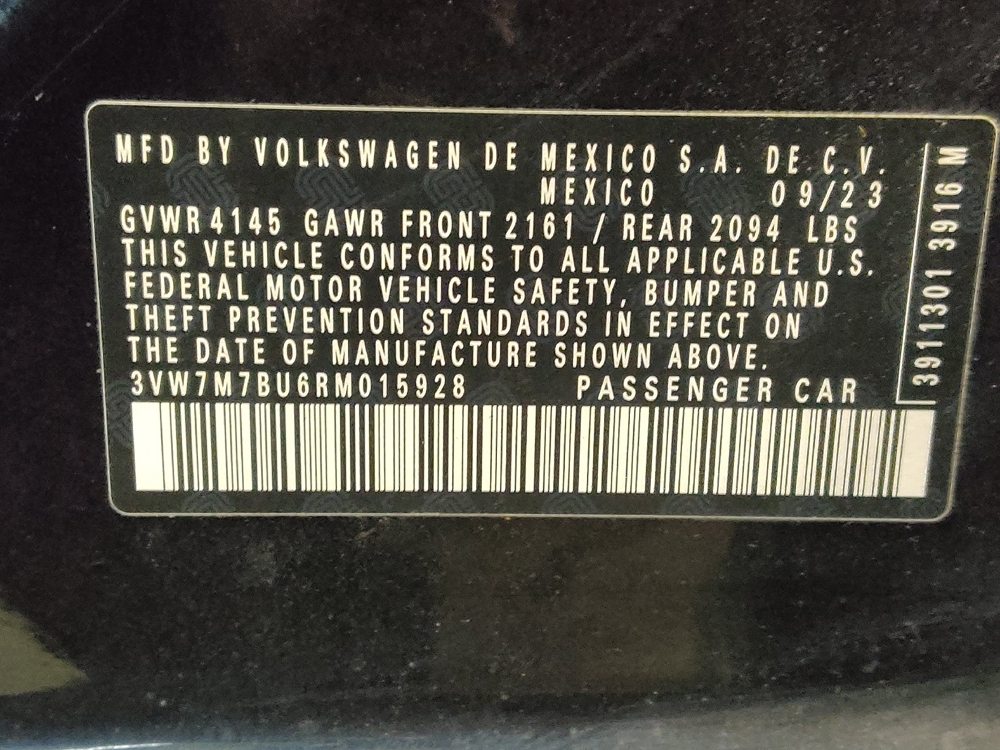 MFD BY VOLKSWAGEN DE MEXICO S.A. DE C.V.
MEXICO 09/23
GVWR 4145 GAWR FRONT 2161 / REAR 2094 LBS
THIS VEHICLE CONFORMS TO ALL APPLICABLE U.S.
FEDERAL MOTOR VEHICLE SAFETY, BUMPER AND
THEFT PREVENTION STANDARDS IN EFFECT ON
THE DATE OF MANUFACTURE SHOWN ABOVE.
3VW7M7BU6RM015928 PASSENGER CAR
3911301 3916 M